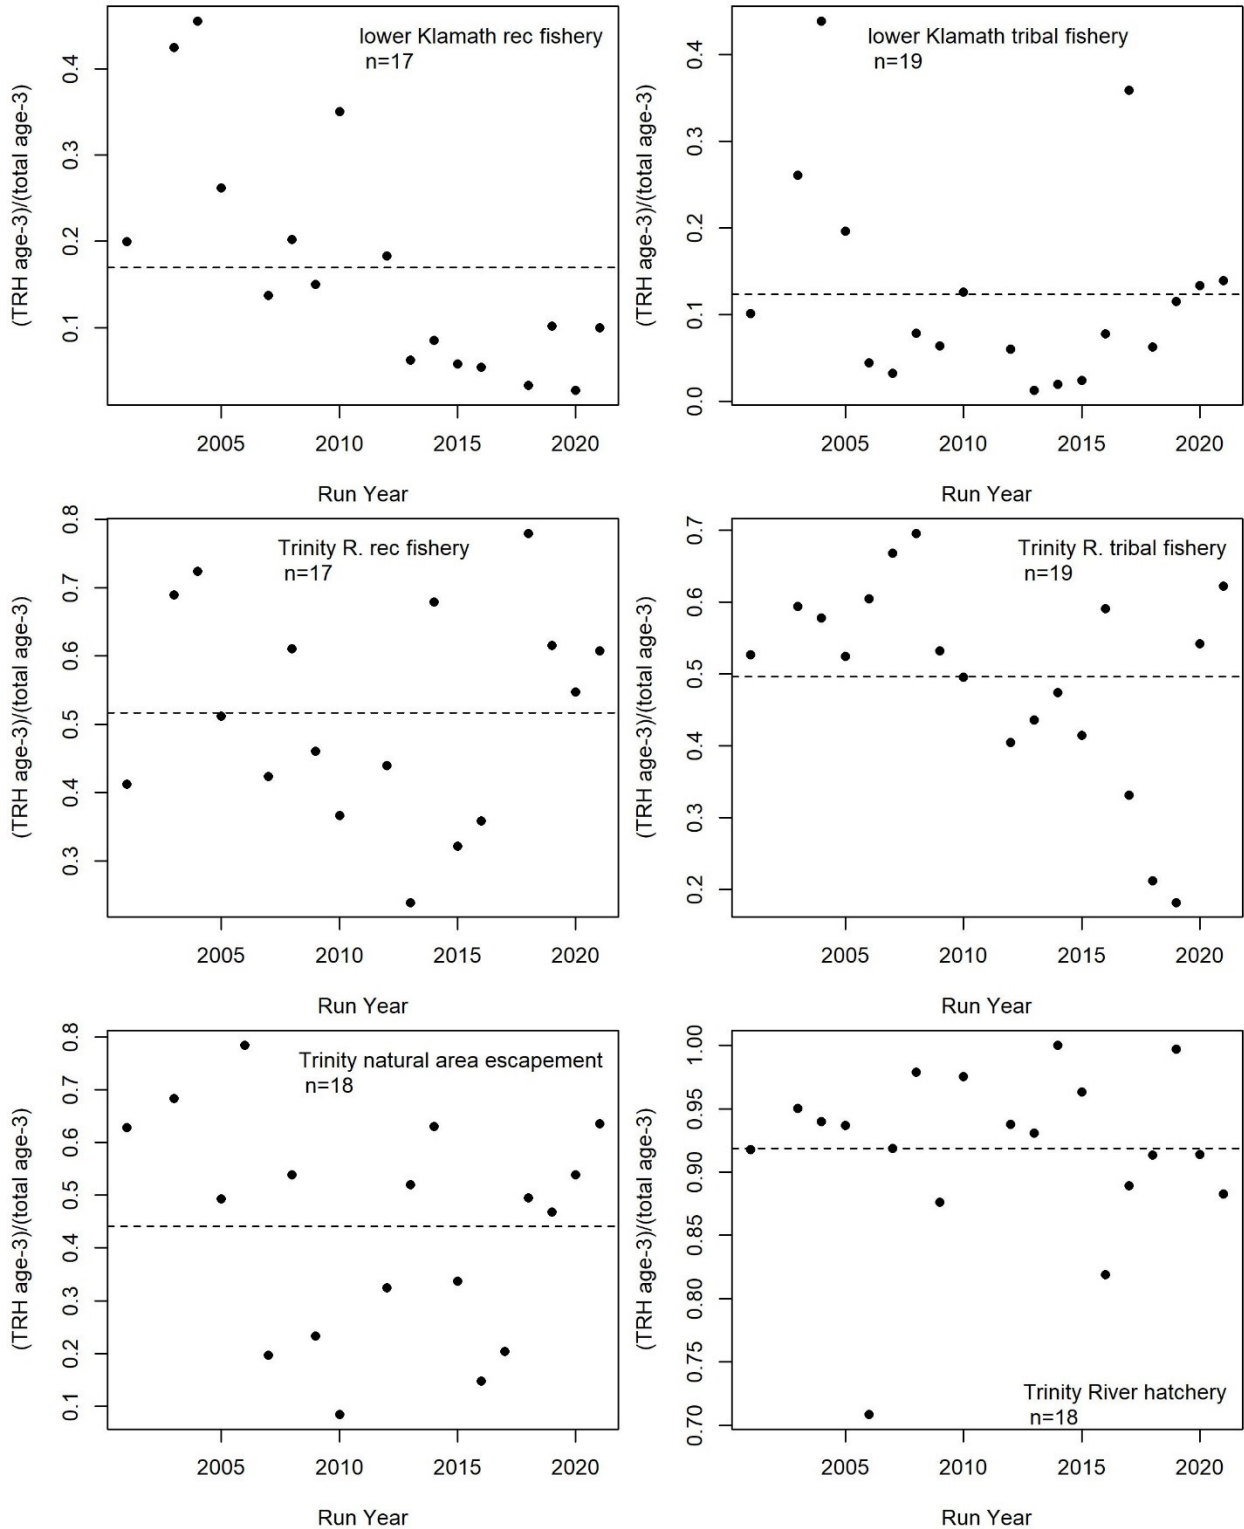 lower Klamath rec fishery
n=17
(TRH age-3)/(total age-3)
0.4
0.3
0.2
0.1
2005 2010 2015 2020
Run Year
lower Klamath tribal fishery
n=19
(TRH age-3)/(total age-3)
0.4
0.3
0.2
0.1
0.0
2005 2010 2015 2020
Run Year
Trinity R. rec fishery
n=17
(TRH age-3)/(total age-3)
0.8
0.7
0.6
0.5
0.4
0.3
2005 2010 2015 2020
Run Year
Trinity R. tribal fishery
n=19
(TRH age-3)/(total age-3)
0.7
0.6
0.5
0.4
0.3
0.2
2005 2010 2015 2020
Run Year
Trinity natural area escapement
n=18
(TRH age-3)/(total age-3)
0.8
0.7
0.6
0.5
0.4
0.3
0.2
0.1
2005 2010 2015 2020
Run Year
(TRH age-3)/(total age-3)
1.00
0.95
0.90
0.85
0.80
0.75
0.70
Trinity River hatchery
n=18
2005 2010 2015 2020
Run Year